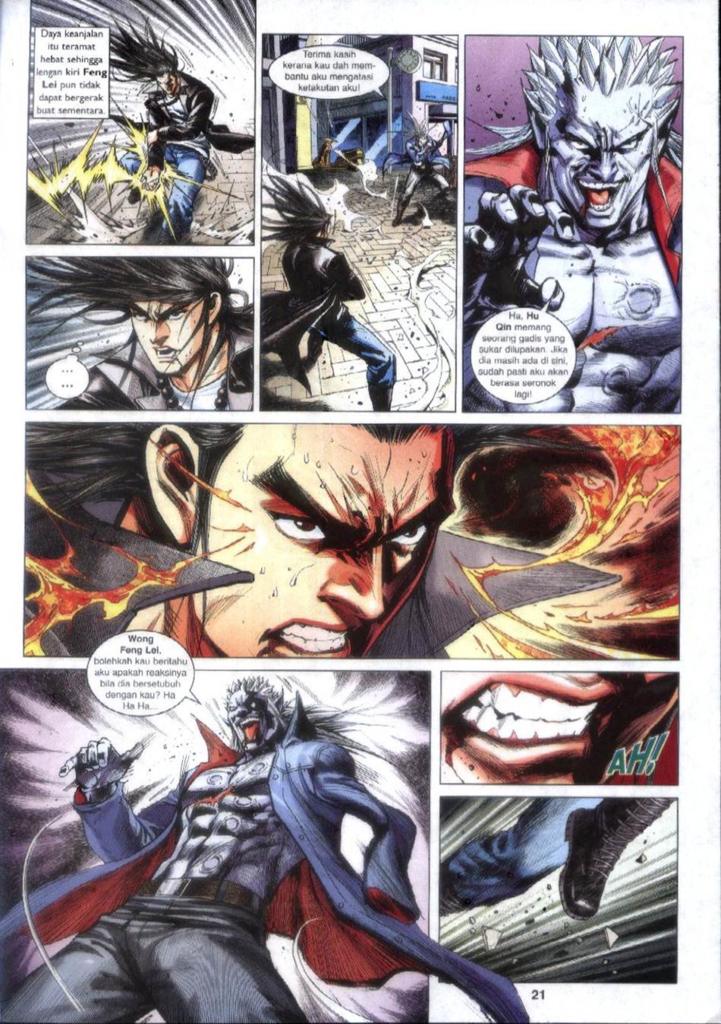 Daya keanjalan
itu teramat
hebat sehingga
lengan kiri Feng
Lei pun tidak
dapat bergerak
buat sementara.
Terima kasih
kerana kau dah mem-
bantu aku mengatasi
ketakutan aku!
Ha, Hu
Qin memang
seorang gadis yang
sukar dilupakan. Jika
dia masih ada di sini,
sudah pasti aku akan
berasa seronok
lagi!
...
...
Wong
Feng Lei,
bolehkah kau beritahu
aku apakah reaksinya
bila dia bersetubuh
dengan kau? Ha
Ha Ha...
AH!
21